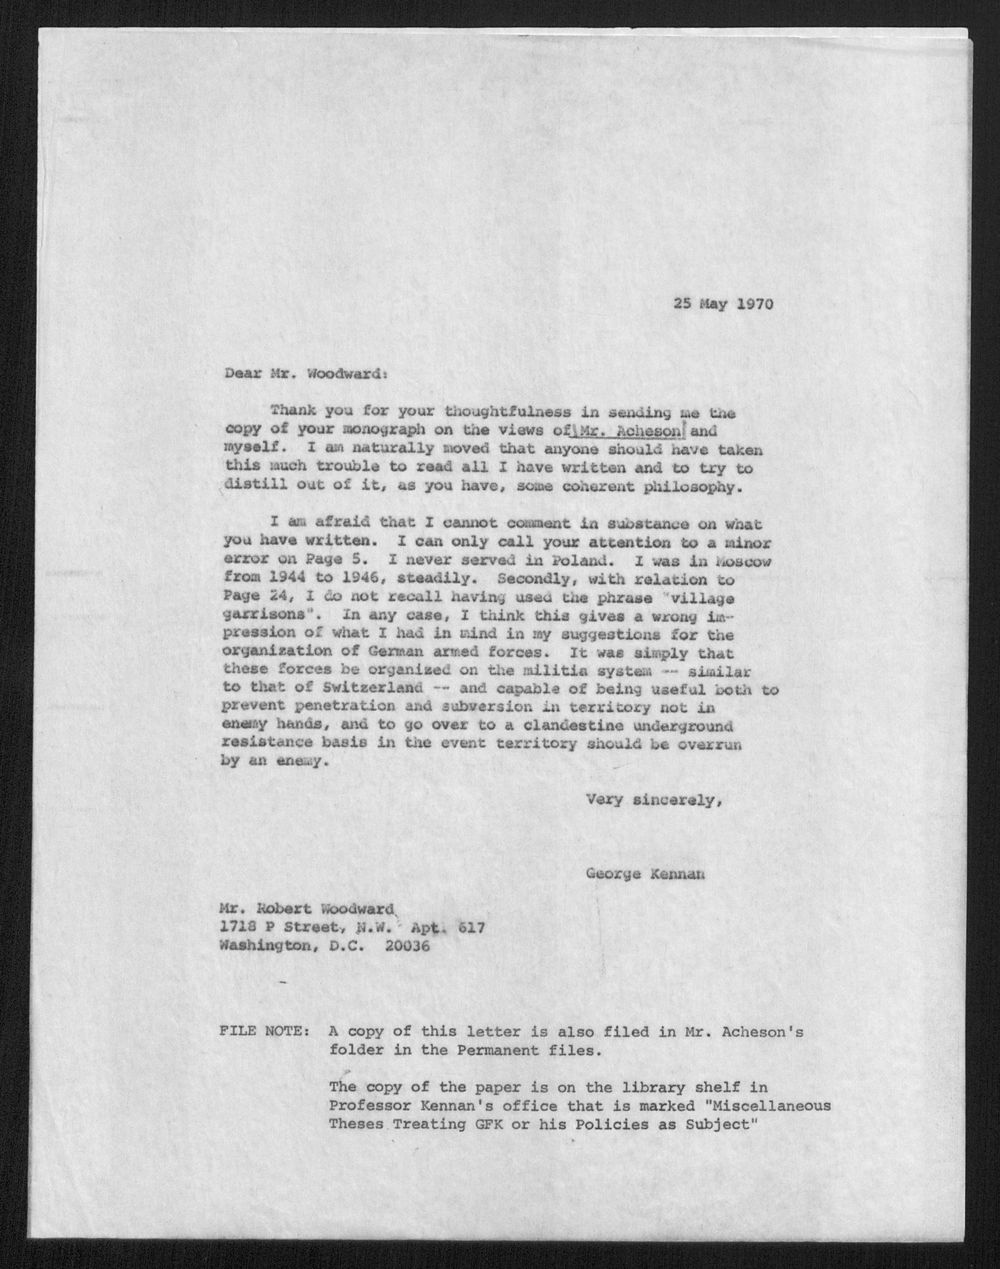 25 May 1970
Dear Mr. Woodward:
Thank you for your thoughtfulness in sending me the
copy of your monograph on the views of Mr. Acheson and
myself. I am naturally moved that anyone should have taken
this much trouble to read all I have written and to try to
distill out of it, as you have, some coherent philosophy.
I am afraid that I cannot comment in substance on what
you have written. I can only call your attention to a minor
error on Page 5. I never served in Poland. I was in Moscow
from 1944 to 1946, steadily. Secondly, with relation to
Page 24, I do not recall having used the phrase "village
garrisons". In any case, I think this gives a wrong im-
pression of what I had in mind in my suggestions for the
organization of German armed forces. It was simply that
these forces be organized on the militia system -- similar
to that of Switzerland -- and capable of being useful both to
prevent penetration and subversion in territory not in
enemy hands, and to go over to a clandestine underground
resistance basis in the event territory should be overrun
by an enemy.
Very sincerely,
George Kennan
Mr. Robert Woodward
1718 P Street, N.W. Apt. 617
Washington, D.C. 20036
FILE NOTE: A copy of this letter is also filed in Mr. Acheson's
folder in the Permanent files.
The copy of the paper is on the library shelf in
Professor Kennan's office that is marked "Miscellaneous
Theses Treating GFK or his Policies as Subject"